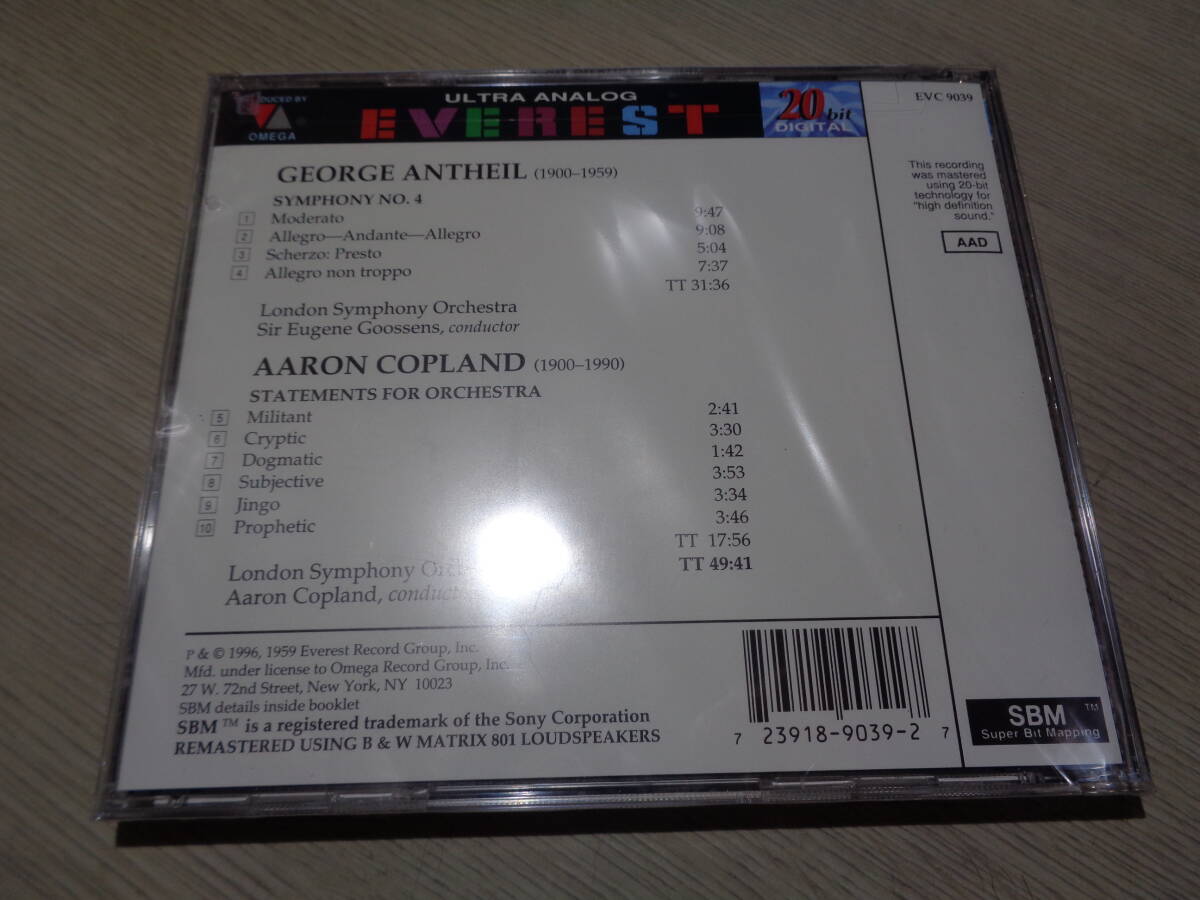 PRODUCED BY
OMEGA
ULTRA ANALOG
EVEREST
20 bit
DIGITAL
EVC 9039
This recording
was mastered
using 20-bit
technology for
"high definition
sound."
AAD
GEORGE ANTHEIL (1900–1959)
SYMPHONY NO. 4
1 Moderato 9:47
2 Allegro—Andante—Allegro 9:08
3 Scherzo: Presto 5:04
4 Allegro non troppo 7:37
TT 31:36
London Symphony Orchestra
Sir Eugene Goossens, conductor
AARON COPLAND (1900–1990)
STATEMENTS FOR ORCHESTRA
5 Militant 2:41
6 Cryptic 3:30
7 Dogmatic 1:42
8 Subjective 3:53
9 Jingo 3:34
10 Prophetic 3:46
TT 17:56
TT 49:41
London Symphony
Aaron Copland, conductor
P & © 1996, 1959 Everest Record Group, Inc.
Mfd. under license to Omega Record Group, Inc.
27 W. 72nd Street, New York, NY 10023
SBM details inside booklet
SBM™ is a registered trademark of the Sony Corporation
REMASTERED USING B & W MATRIX 801 LOUDSPEAKERS
7 23918-9039-2 7
SBM™
Super Bit Mapping